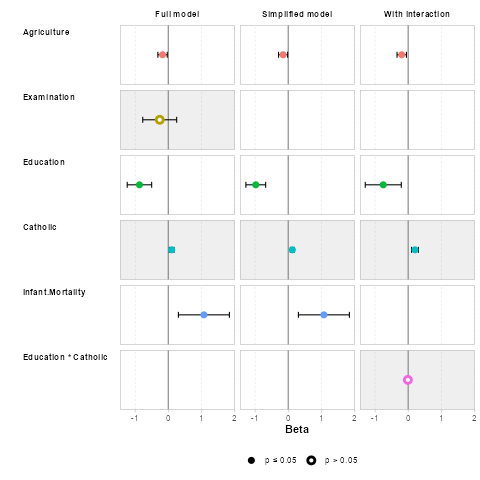 Full model Simplified model With interaction
Agriculture
Examination
Education
Catholic
Infant.Mortality
Education * Catholic
-1 0 1 2 -1 0 1 2 -1 0 1 2
Beta
p ≤ 0.05 p > 0.05